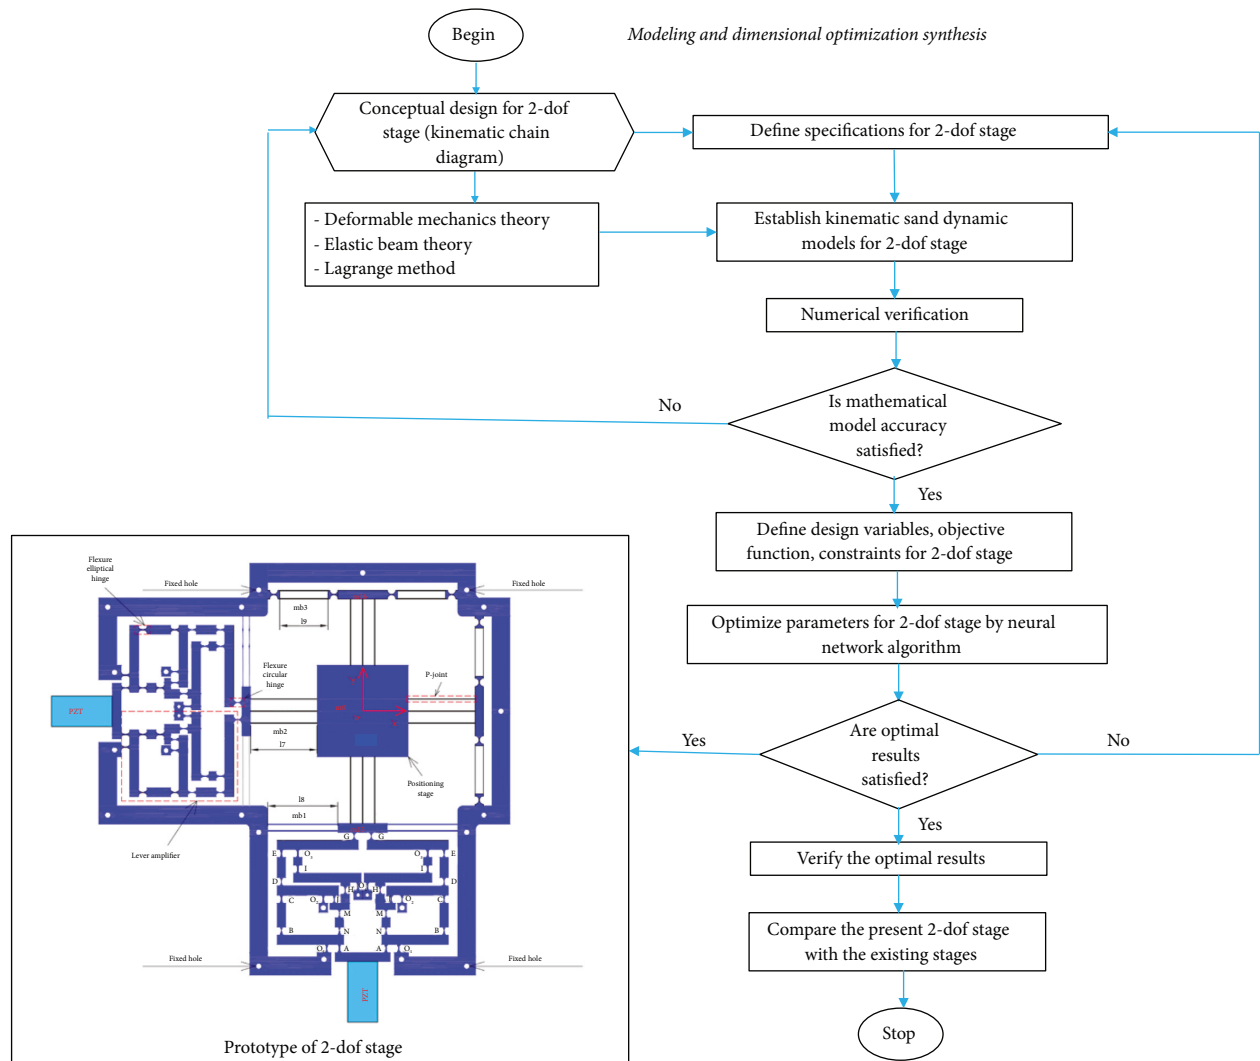 Begin
Modeling and dimensional optimization synthesis
Conceptual design for 2-dof
stage (kinematic chain
diagram)
Define specifications for 2-dof stage
- Deformable mechanics theory
- Elastic beam theory
- Lagrange method
Establish kinematic sand dynamic
models for 2-dof stage
Numerical verification
Is mathematical
model accuracy
satisfied?
No
Yes
Define design variables, objective
function, constraints for 2-dof stage
Optimize parameters for 2-dof stage by neural
network algorithm
Are optimal
results
satisfied?
Yes
No
Yes
Verify the optimal results
Compare the present 2-dof stage
with the existing stages
Stop
Flexure
elliptical
hinge
Fixed hole
Fixed hole
mb3
l9
Flexure
circular
hinge
P-joint
PZT
mb2
l7
Positioning
stage
l8
mb1
Lever amplifier
G G
E O3 O3 E
I I
D D
C O2 O2 C
H H
M M
B N N B
O1 A A O1
Fixed hole
Fixed hole
PZT
Prototype of 2-dof stage